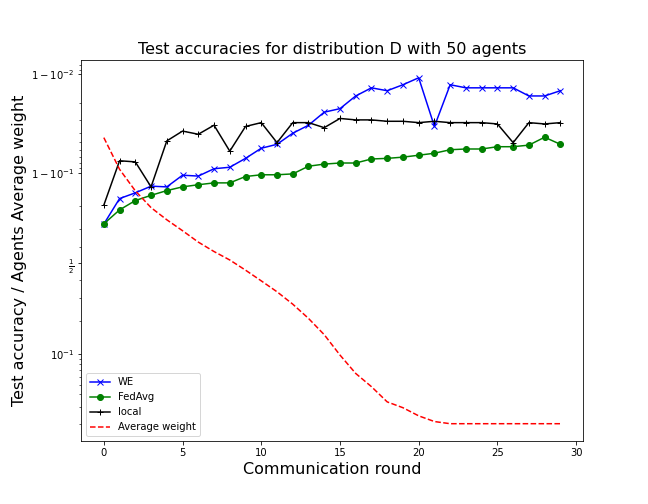 Test accuracies for distribution D with 50 agents
Test accuracy / Agents Average weight
1−10⁻²
1−10⁻¹
½
10⁻¹
WE
FedAvg
local
Average weight
0 5 10 15 20 25 30
Communication round